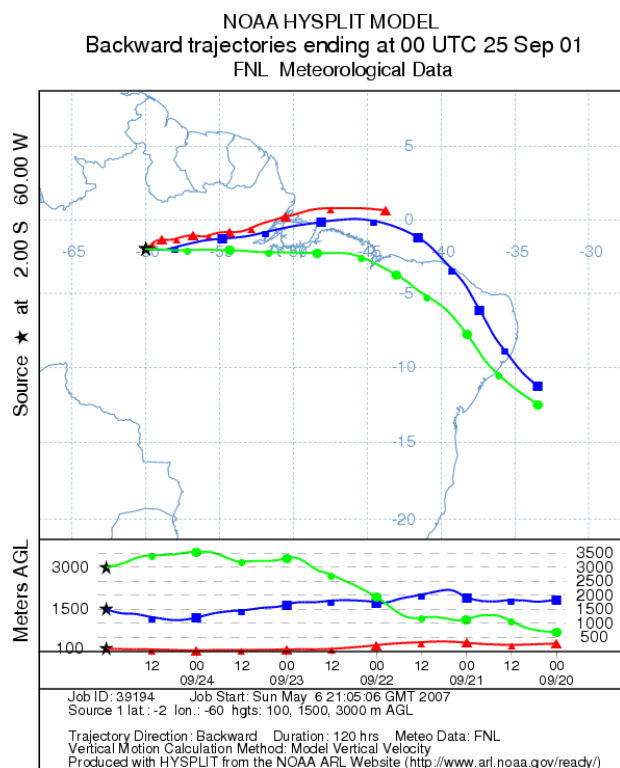 NOAA HYSPLIT MODEL
Backward trajectories ending at 00 UTC 25 Sep 01
FNL Meteorological Data
Source ★ at 2.00 S 60.00 W
5
0
-65 -55 -50 -45 -40 -35 -30
-5
-10
-15
-20
Meters AGL
3000
1500
100
3500
3000
2500
2000
1500
1000
500
12 00 12 00 12 00 12 00 12 00
09/24 09/23 09/22 09/21 09/20
Job ID: 39194 Job Start: Sun May 6 21:05:06 GMT 2007
Source 1 lat.: -2 lon.: -60 hgts: 100, 1500, 3000 m AGL
Trajectory Direction: Backward Duration: 120 hrs Meteo Data: FNL
Vertical Motion Calculation Method: Model Vertical Velocity
Produced with HYSPLIT from the NOAA ARL Website (http://www.arl.noaa.gov/ready/)